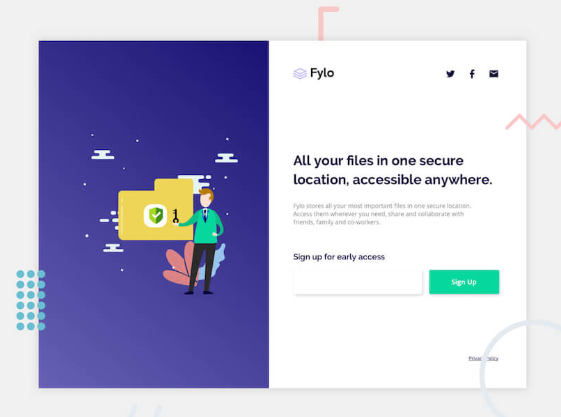 Fylo
All your files in one secure
location, accessible anywhere.
Fylo stores all your most important files in one secure location.
Access them wherever you need, share and collaborate with
friends, family and co-workers.
Sign up for early access
Sign Up
Privacy Policy